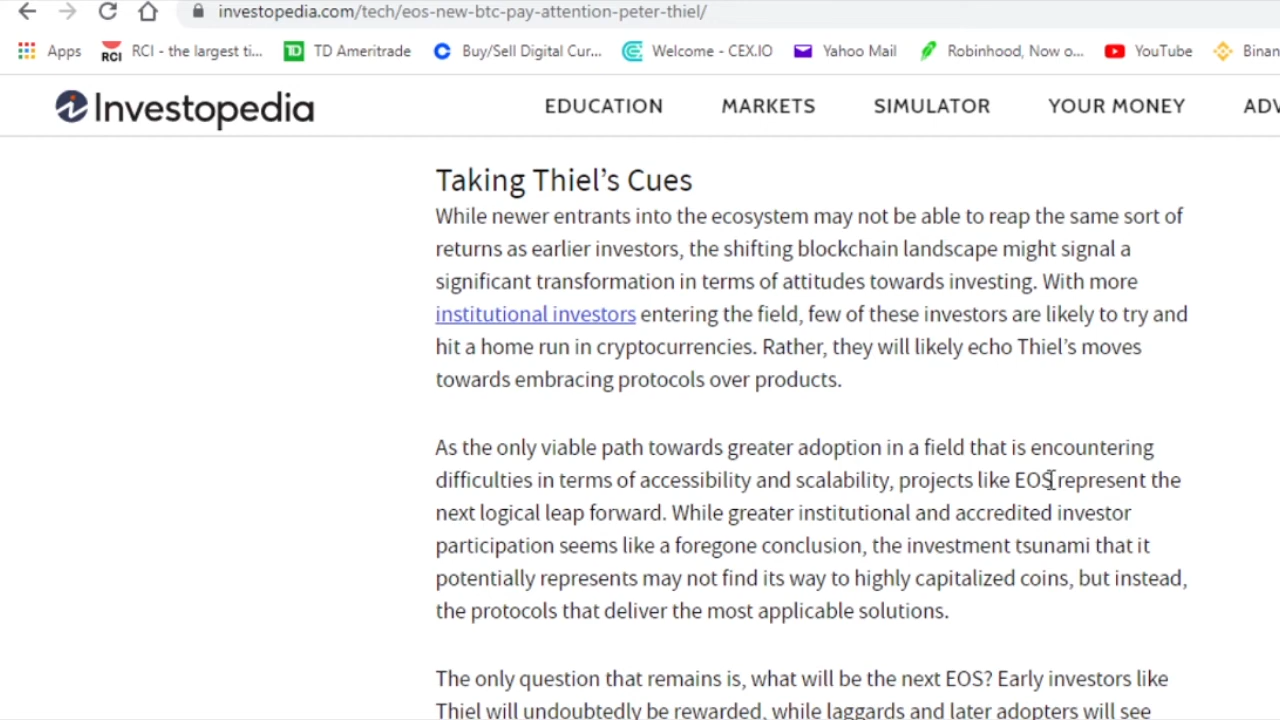 investopedia.com/tech/eos-new-btc-pay-attention-peter-thiel/
Apps RCI RCI - the largest ti... TD TD Ameritrade Buy/Sell Digital Cur... Welcome - CEX.IO Yahoo Mail Robinhood, Now o... YouTube Binan
Investopedia EDUCATION MARKETS SIMULATOR YOUR MONEY ADV
Taking Thiel’s Cues
While newer entrants into the ecosystem may not be able to reap the same sort of
returns as earlier investors, the shifting blockchain landscape might signal a
significant transformation in terms of attitudes towards investing. With more
institutional investors entering the field, few of these investors are likely to try and
hit a home run in cryptocurrencies. Rather, they will likely echo Thiel’s moves
towards embracing protocols over products.
As the only viable path towards greater adoption in a field that is encountering
difficulties in terms of accessibility and scalability, projects like EOS represent the
next logical leap forward. While greater institutional and accredited investor
participation seems like a foregone conclusion, the investment tsunami that it
potentially represents may not find its way to highly capitalized coins, but instead,
the protocols that deliver the most applicable solutions.
The only question that remains is, what will be the next EOS? Early investors like
Thiel will undoubtedly be rewarded, while laggards and later adopters will see